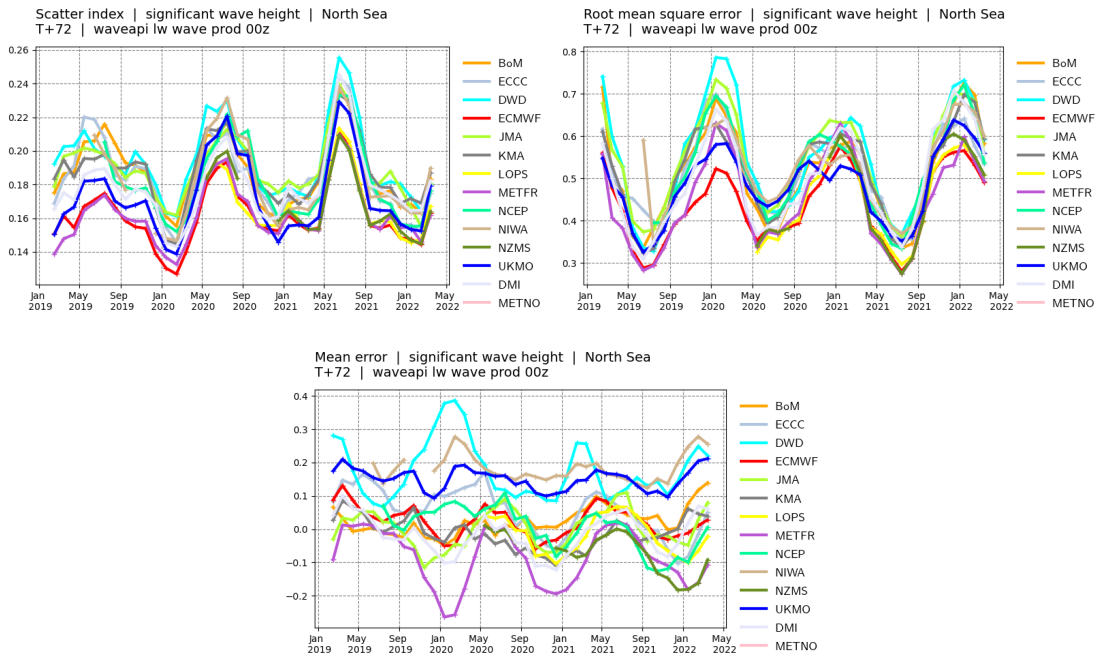 Scatter index  |  significant wave height  |  North Sea
T+72  |  waveapi lw wave prod 00z
0.26
0.24
0.22
0.20
0.18
0.16
0.14
Jan May Sep Jan May Sep Jan May Sep Jan May
2019 2019 2019 2020 2020 2020 2021 2021 2021 2022 2022
BoM
ECCC
DWD
ECMWF
JMA
KMA
LOPS
METFR
NCEP
NIWA
NZMS
UKMO
DMI
METNO
Root mean square error  |  significant wave height  |  North Sea
T+72  |  waveapi lw wave prod 00z
0.8
0.7
0.6
0.5
0.4
0.3
Jan May Sep Jan May Sep Jan May Sep Jan May
2019 2019 2019 2020 2020 2020 2021 2021 2021 2022 2022
BoM
ECCC
DWD
ECMWF
JMA
KMA
LOPS
METFR
NCEP
NIWA
NZMS
UKMO
DMI
METNO
Mean error  |  significant wave height  |  North Sea
T+72  |  waveapi lw wave prod 00z
0.4
0.3
0.2
0.1
0.0
−0.1
−0.2
Jan May Sep Jan May Sep Jan May Sep Jan May
2019 2019 2019 2020 2020 2020 2021 2021 2021 2022 2022
BoM
ECCC
DWD
ECMWF
JMA
KMA
LOPS
METFR
NCEP
NIWA
NZMS
UKMO
DMI
METNO